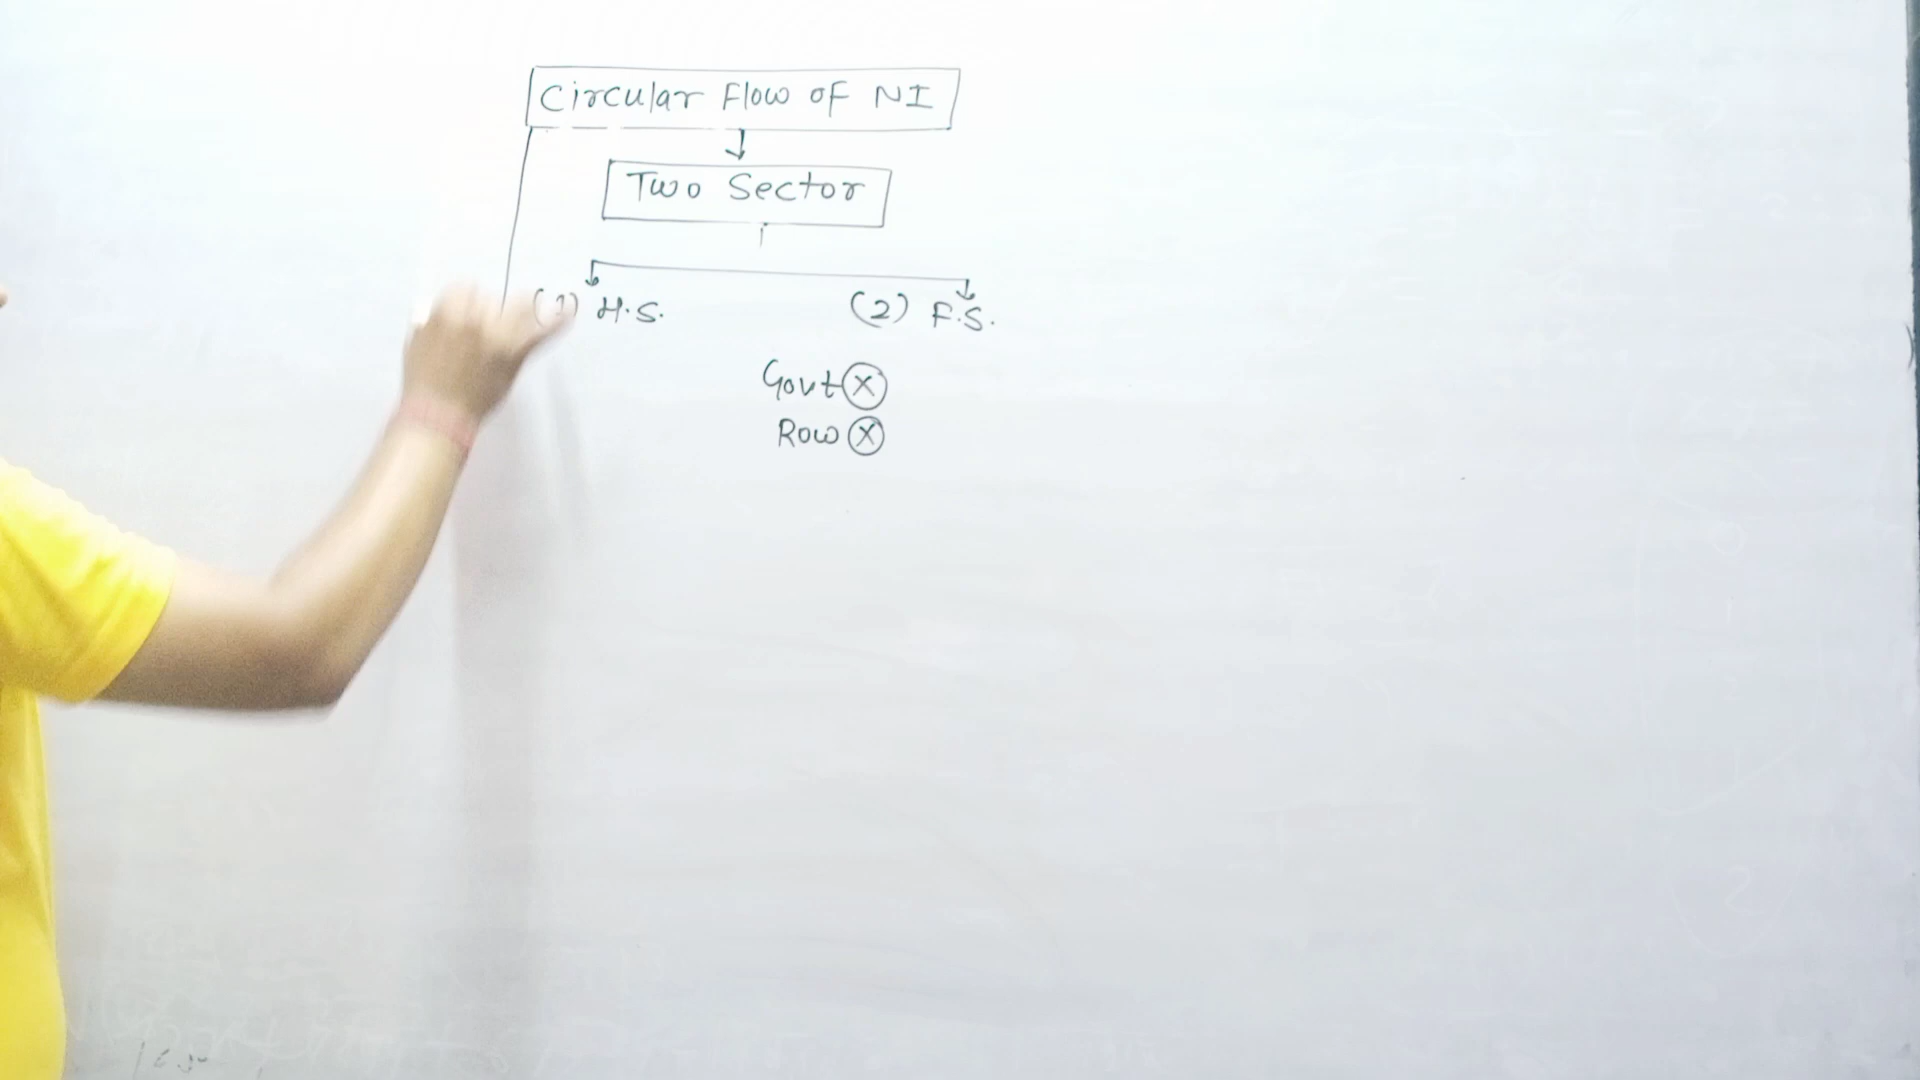 Circular Flow of NI
Two Sector
(1) H.S. (2) F.S.
Govt X
Row X